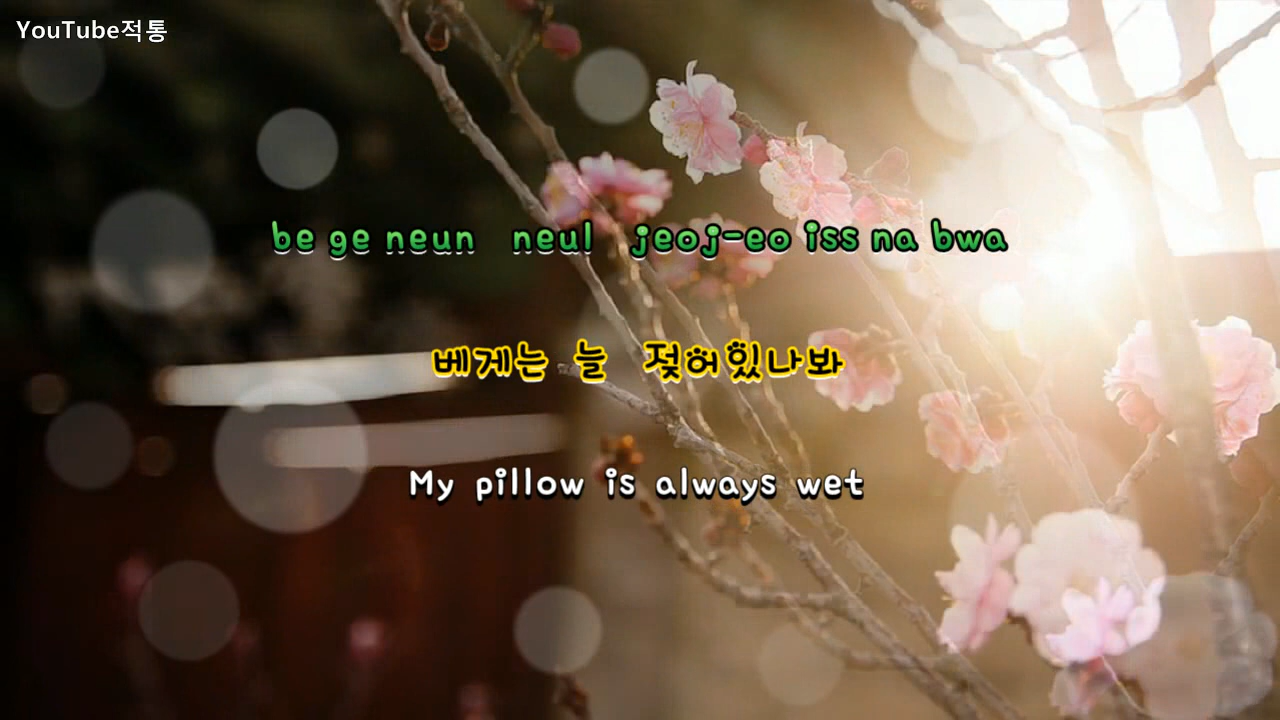 YouTube적통
be ge neun neul jeoj-eo iss na bwa
베게는 늘 젖어있나봐
My pillow is always wet